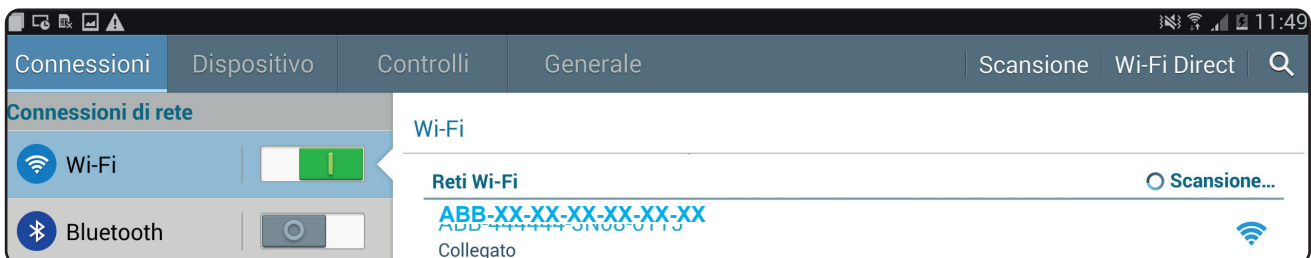 11:49
Connessioni Dispositivo Controlli Generale Scansione Wi-Fi Direct
Connessioni di rete
Wi-Fi
Wi-Fi
Reti Wi-Fi Scansione...
ABB-XX-XX-XX-XX-XX-XX
Bluetooth
Collegato